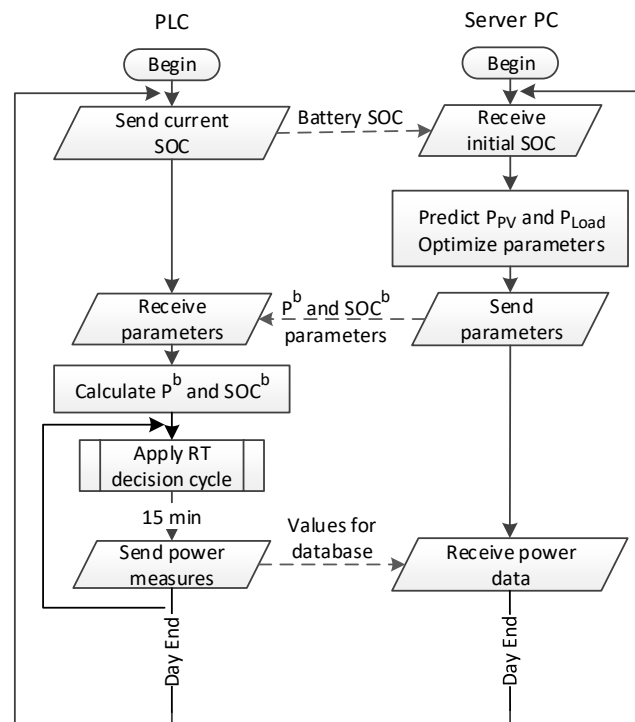 PLC
Server PC
Begin
Begin
Send current
SOC
Battery SOC
Receive
initial SOC
Predict P_PV and P_Load
Optimize parameters
Receive
parameters
P^b and SOC^b
parameters
Send
parameters
Calculate P^b and SOC^b
Apply RT
decision cycle
15 min
Send power
measures
Values for
database
Receive power
data
Day End
Day End